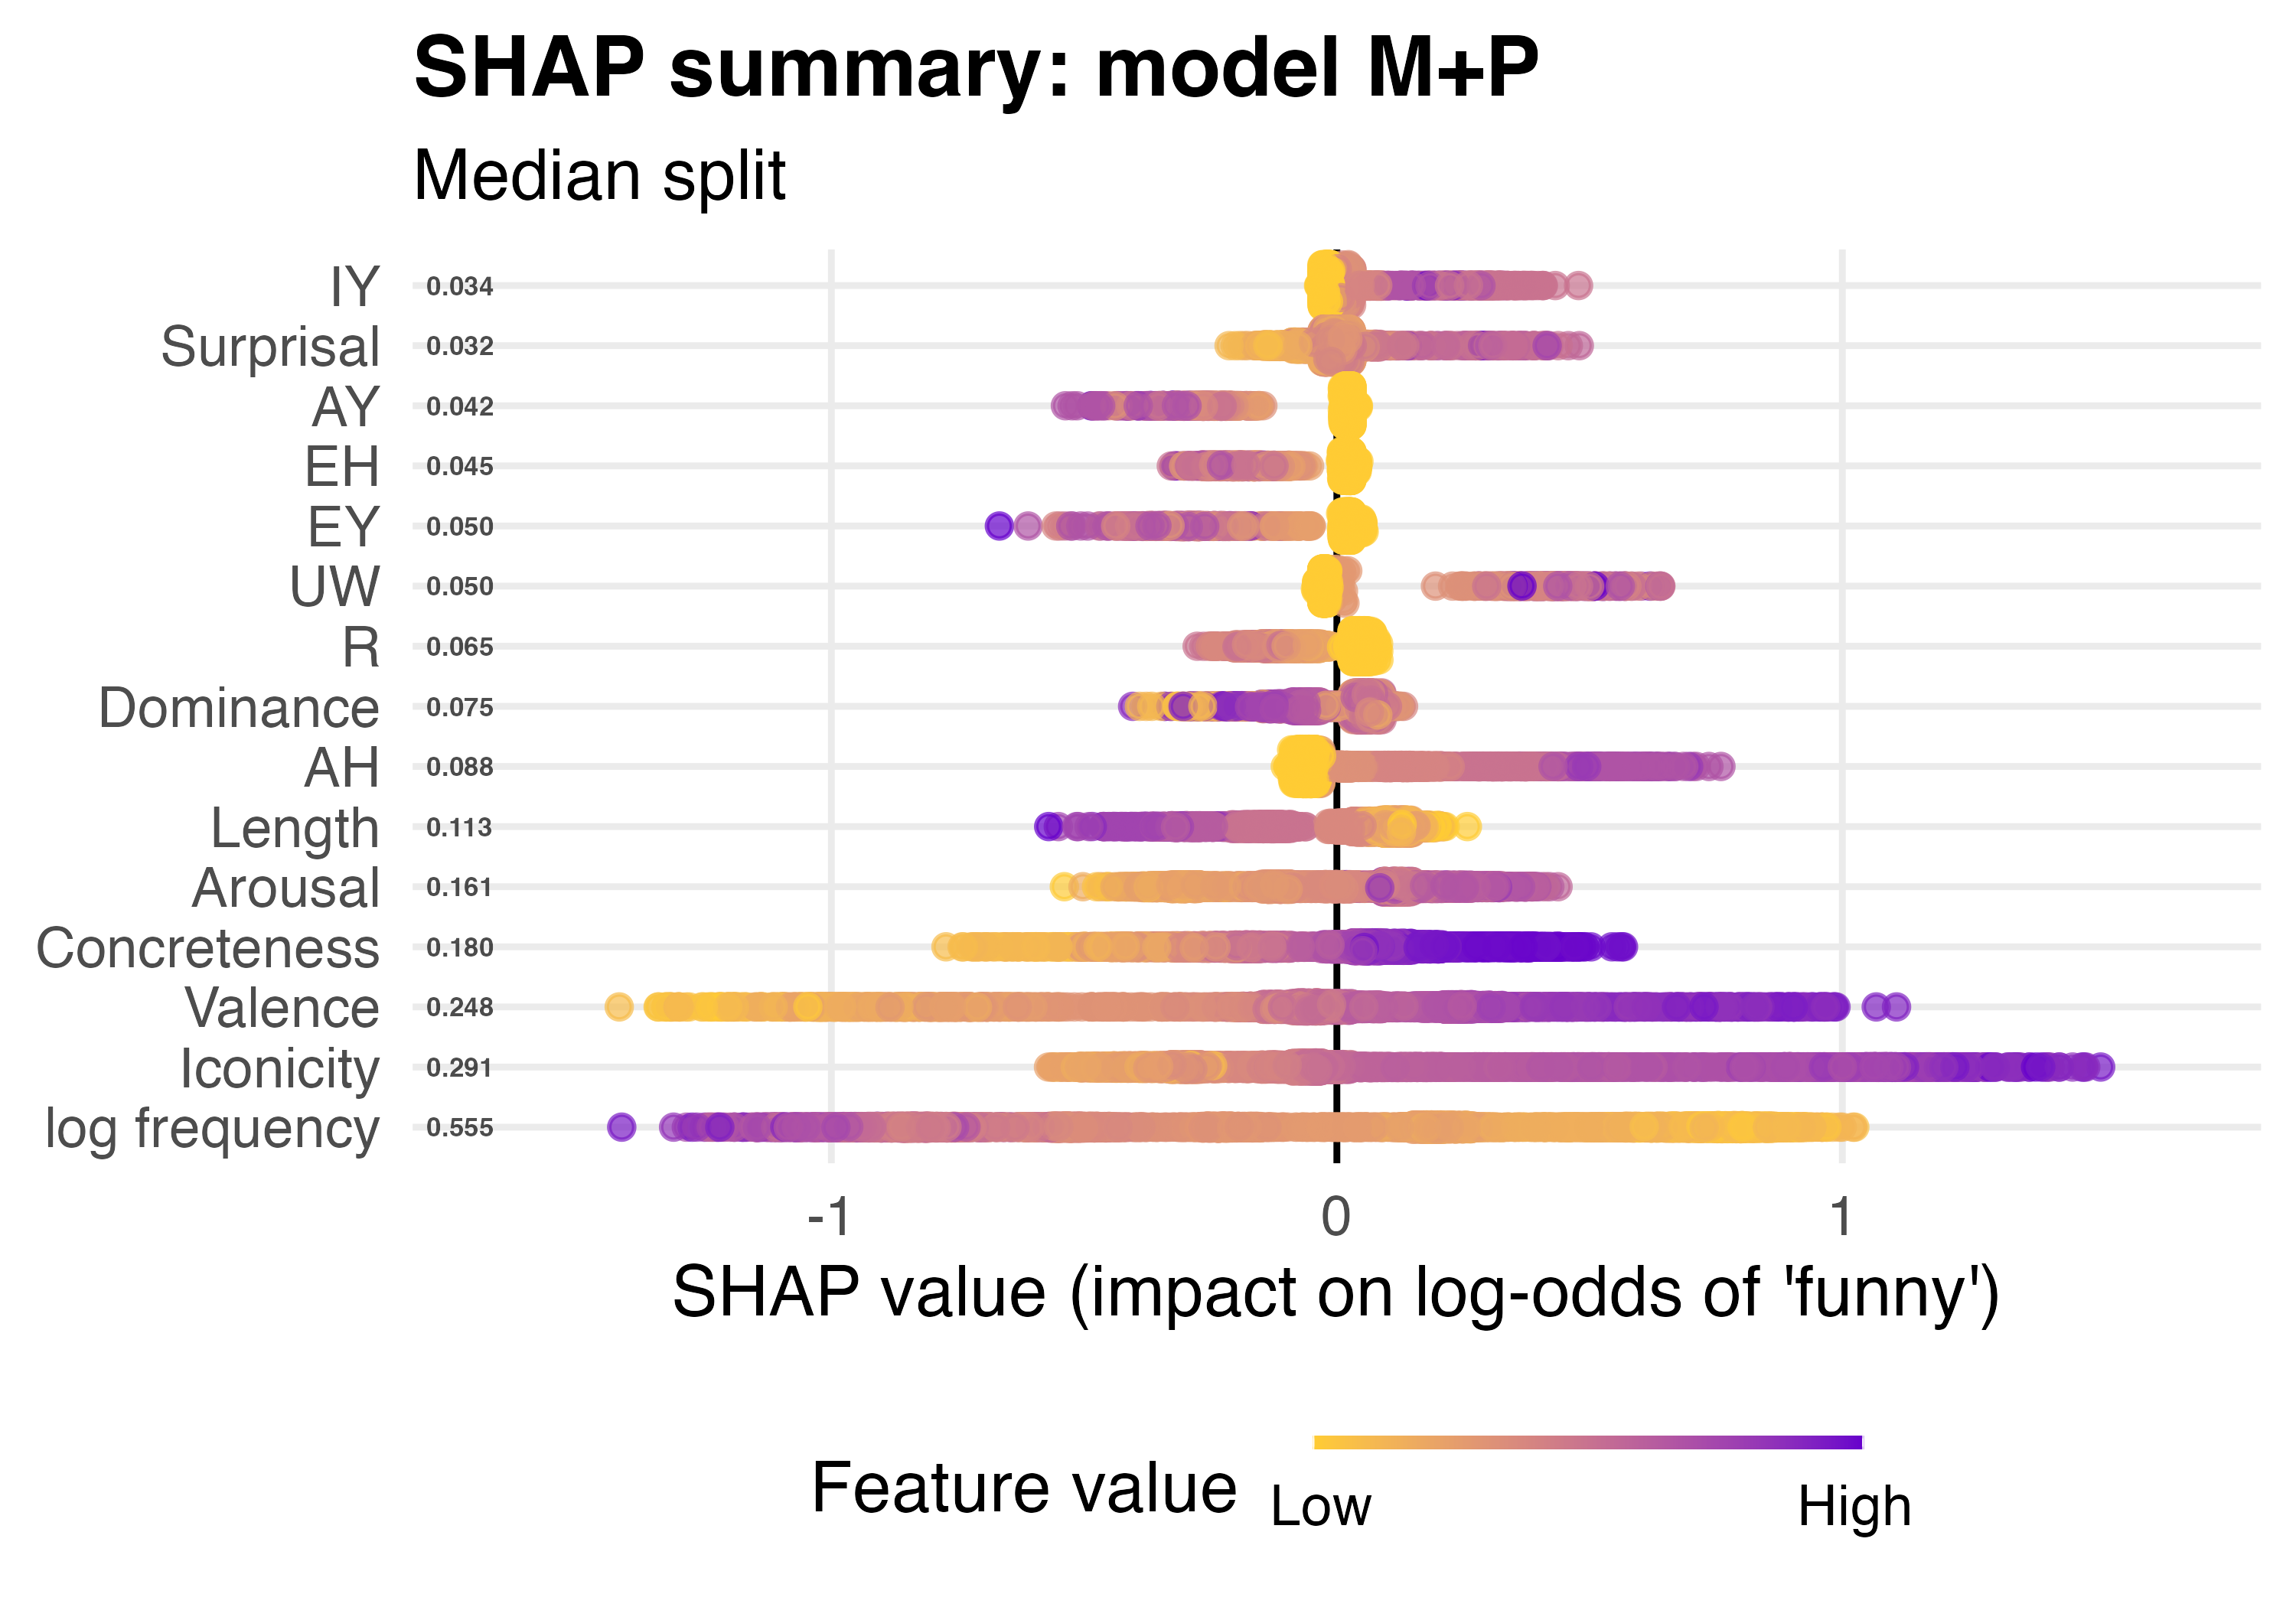 SHAP summary: model M+P
Median split
IY 0.034
Surprisal 0.032
AY 0.042
EH 0.045
EY 0.050
UW 0.050
R 0.065
Dominance 0.075
AH 0.088
Length 0.113
Arousal 0.161
Concreteness 0.180
Valence 0.248
Iconicity 0.291
log frequency 0.555
-1 0 1
SHAP value (impact on log-odds of 'funny')
Feature value
Low High